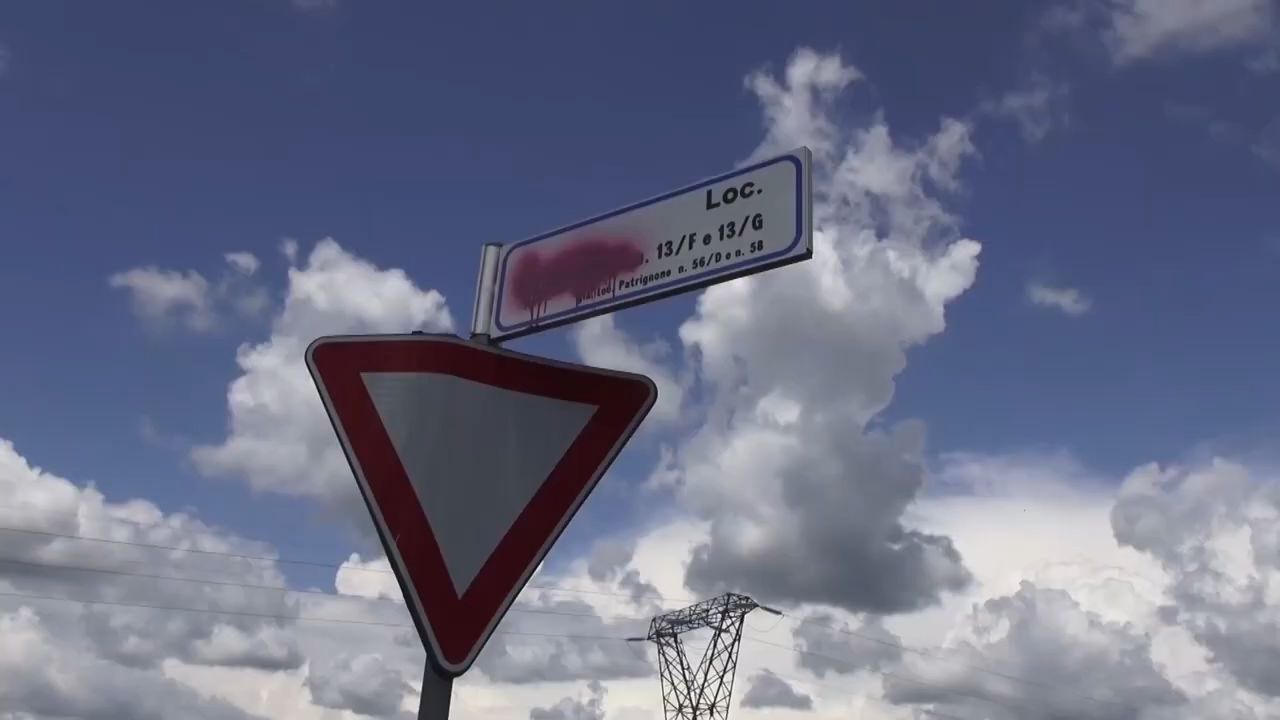 Loc.
. 13/F e 13/G
Patrignone n. 56/D e n. 58